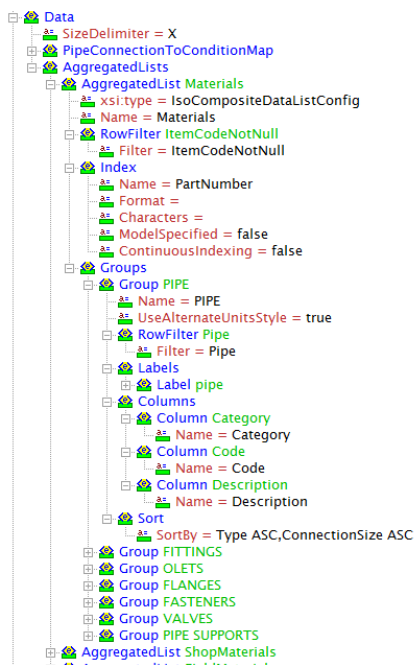 Data
SizeDelimiter = X
PipeConnectionToConditionMap
AggregatedLists
AggregatedList Materials
xsi:type = IsoCompositeDataListConfig
Name = Materials
RowFilter ItemCodeNotNull
Filter = ItemCodeNotNull
Index
Name = PartNumber
Format =
Characters =
ModelSpecified = false
ContinuousIndexing = false
Groups
Group PIPE
Name = PIPE
UseAlternateUnitsStyle = true
RowFilter Pipe
Filter = Pipe
Labels
Label pipe
Columns
Column Category
Name = Category
Column Code
Name = Code
Column Description
Name = Description
Sort
SortBy = Type ASC,ConnectionSize ASC
Group FITTINGS
Group OLETS
Group FLANGES
Group FASTENERS
Group VALVES
Group PIPE SUPPORTS
AggregatedList ShopMaterials